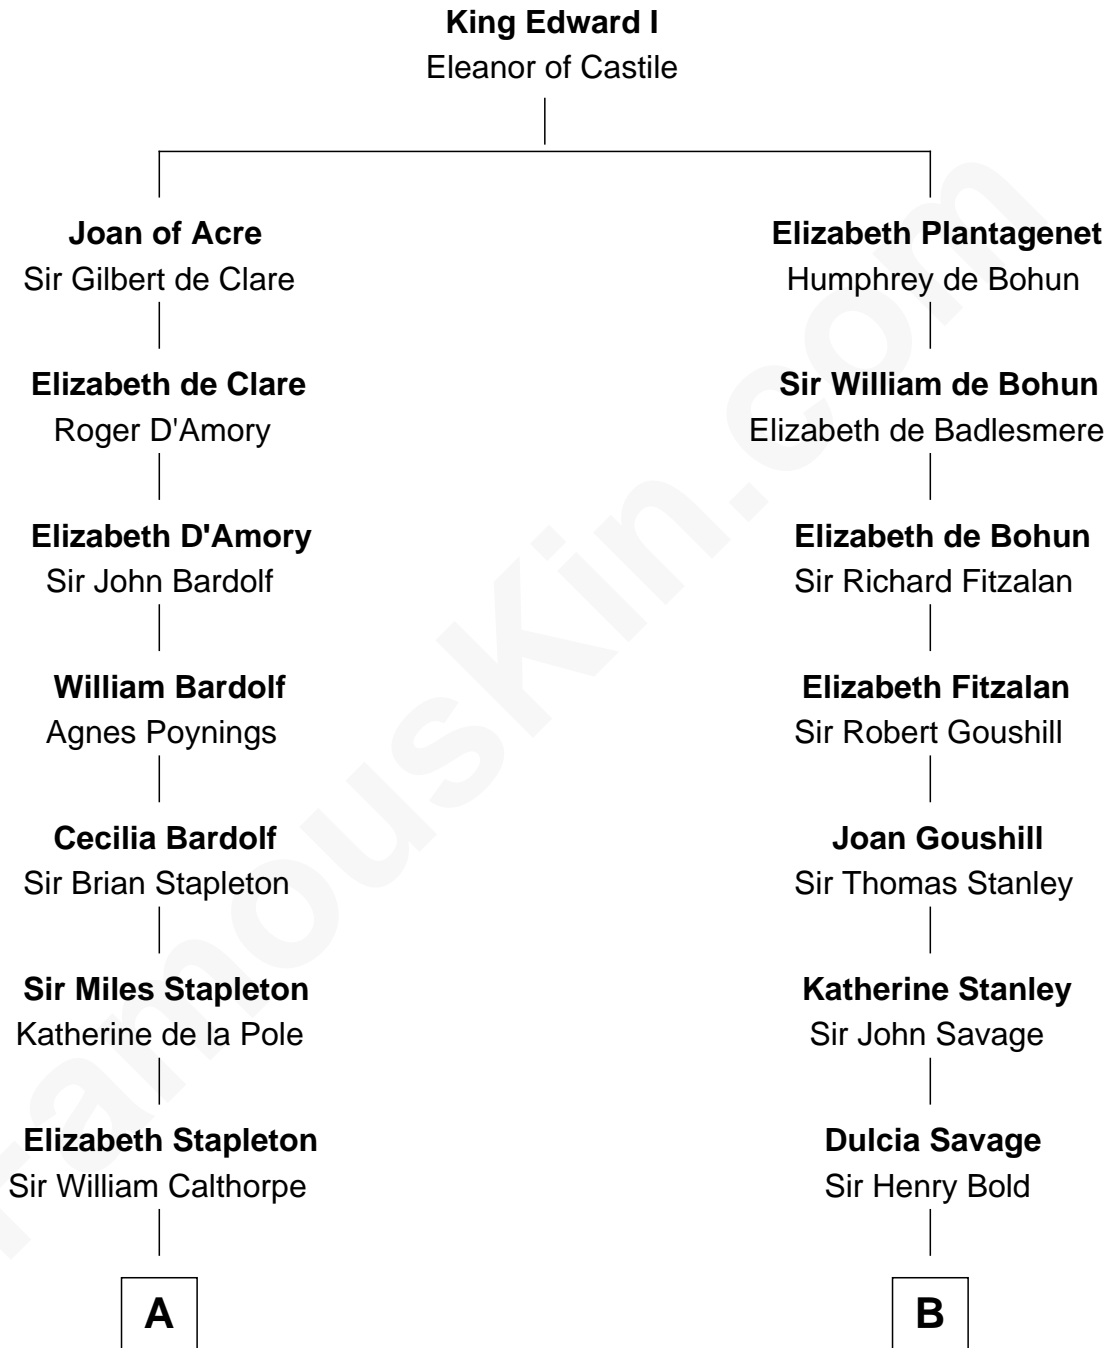 King Edward I
Eleanor of Castile
Joan of Acre
Sir Gilbert de Clare
Elizabeth Plantagenet
Humphrey de Bohun
Elizabeth de Clare
Roger D'Amory
Sir William de Bohun
Elizabeth de Badlesmere
Elizabeth D'Amory
Sir John Bardolf
Elizabeth de Bohun
Sir Richard Fitzalan
William Bardolf
Agnes Poynings
Elizabeth Fitzalan
Sir Robert Goushill
Cecilia Bardolf
Sir Brian Stapleton
Joan Goushill
Sir Thomas Stanley
Sir Miles Stapleton
Katherine de la Pole
Katherine Stanley
Sir John Savage
Elizabeth Stapleton
Sir William Calthorpe
Dulcia Savage
Sir Henry Bold
A
B
FamousKin.com